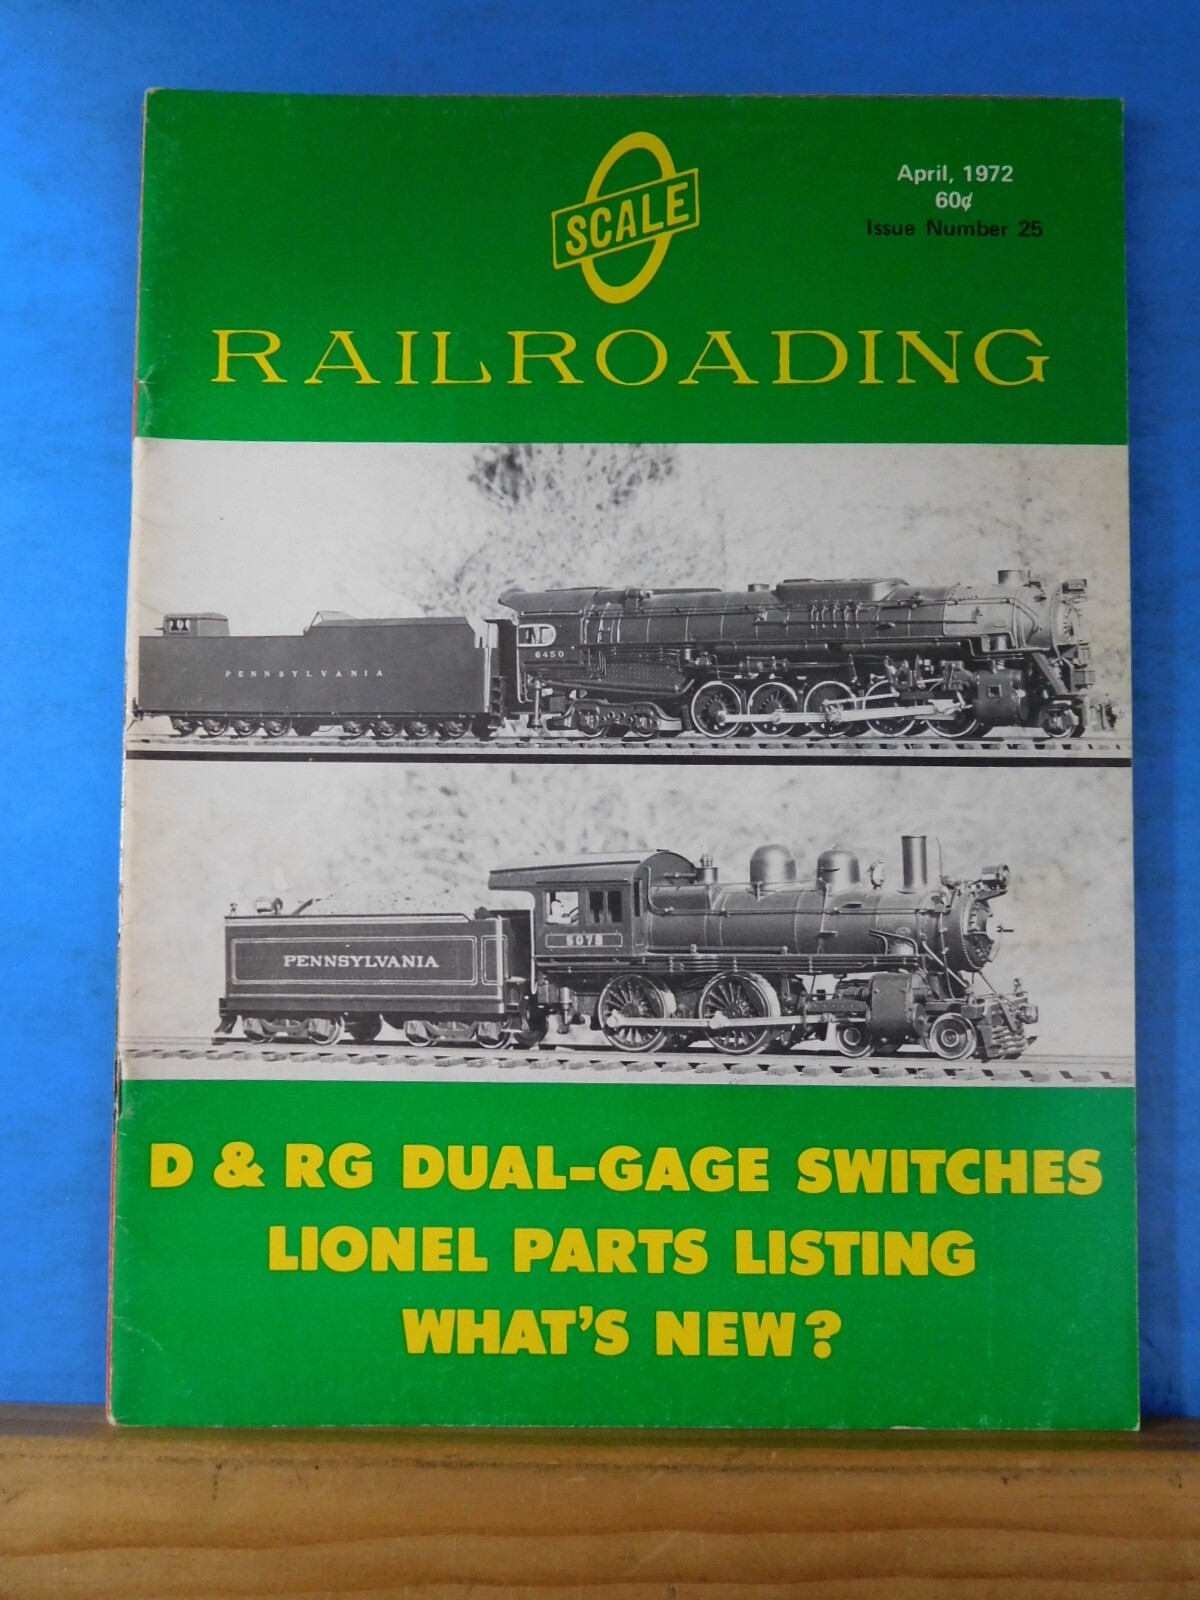 SCALE
April, 1972
60¢
Issue Number 25
RAILROADING
6450
PENNSYLVANIA
5078
PENNSYLVANIA
D & RG DUAL-GAGE SWITCHES
LIONEL PARTS LISTING
WHAT'S NEW?